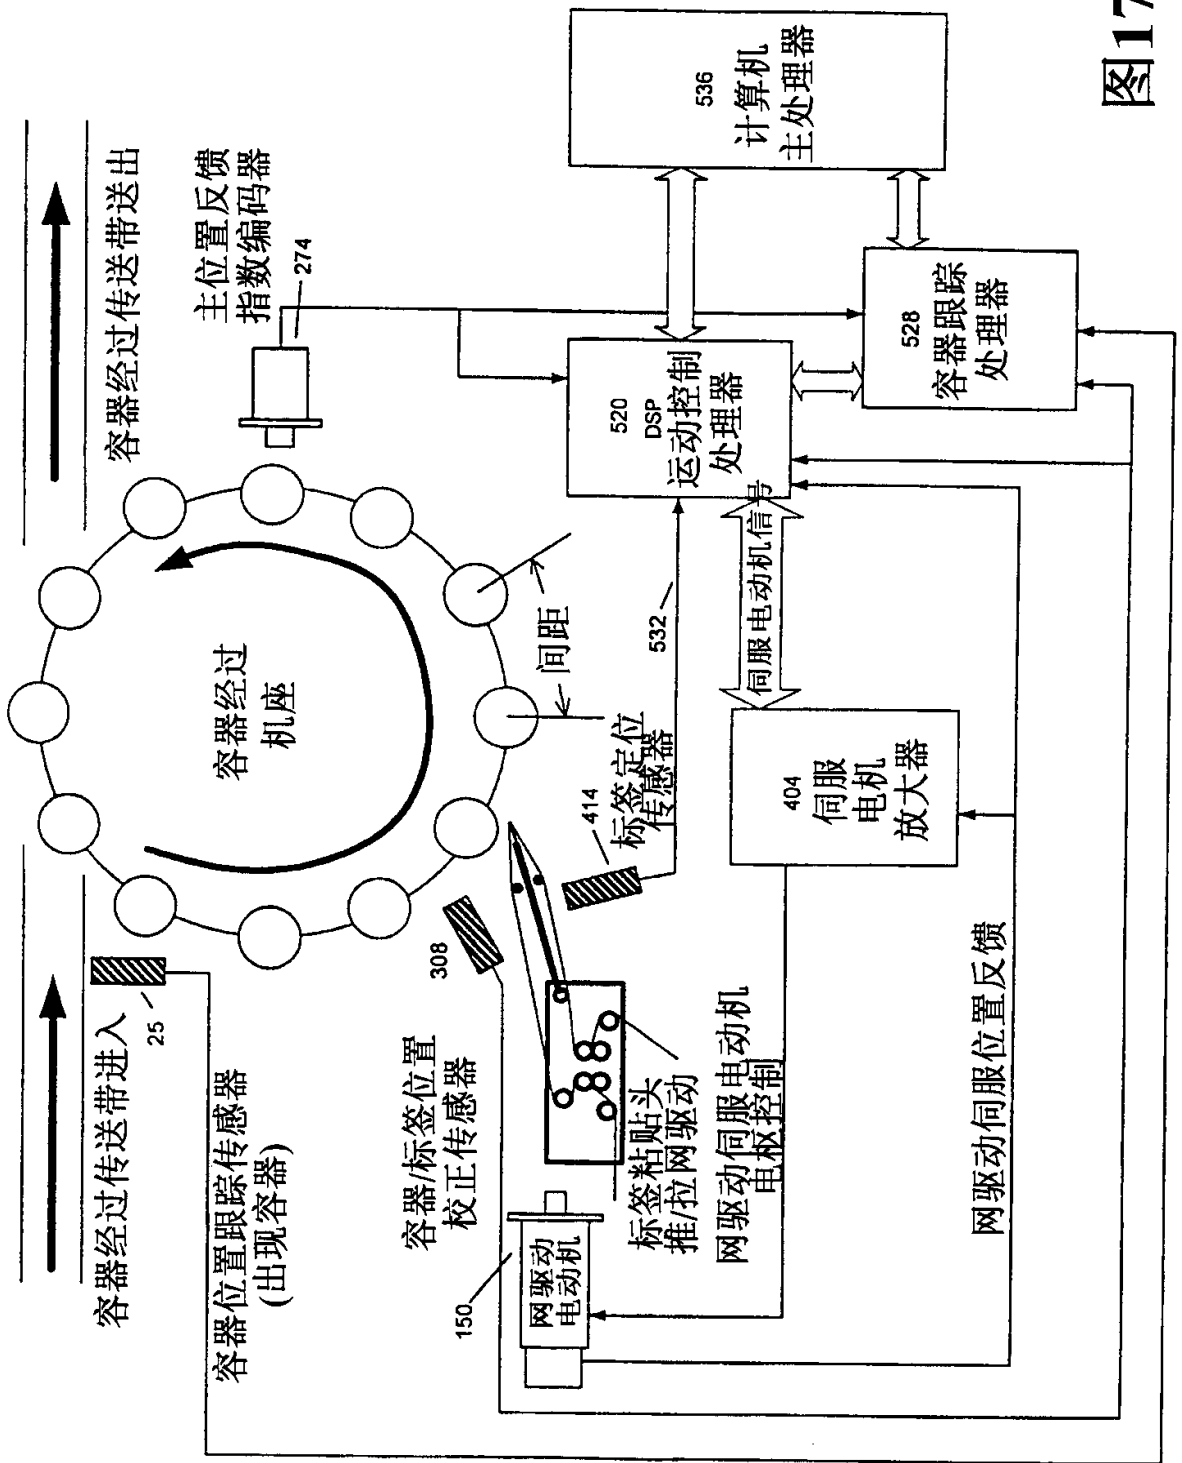 容器经过传送带进入
容器经过传送带送出
25
容器位置跟踪传感器
(出现容器)
容器经过
机座
主位置反馈
指数编码器
274
容器/标签位置
校正传感器
308
间距
150
网驱动
电动机
标签粘贴头
推/拉网驱动
标签定位
传感器
414
532
网驱动伺服电动机
电枢控制
伺服电动机信号
404
伺服
电机
放大器
520
DSP
运动控制
处理器
536
计算机
主处理器
528
容器跟踪
处理器
网驱动伺服位置反馈
图17